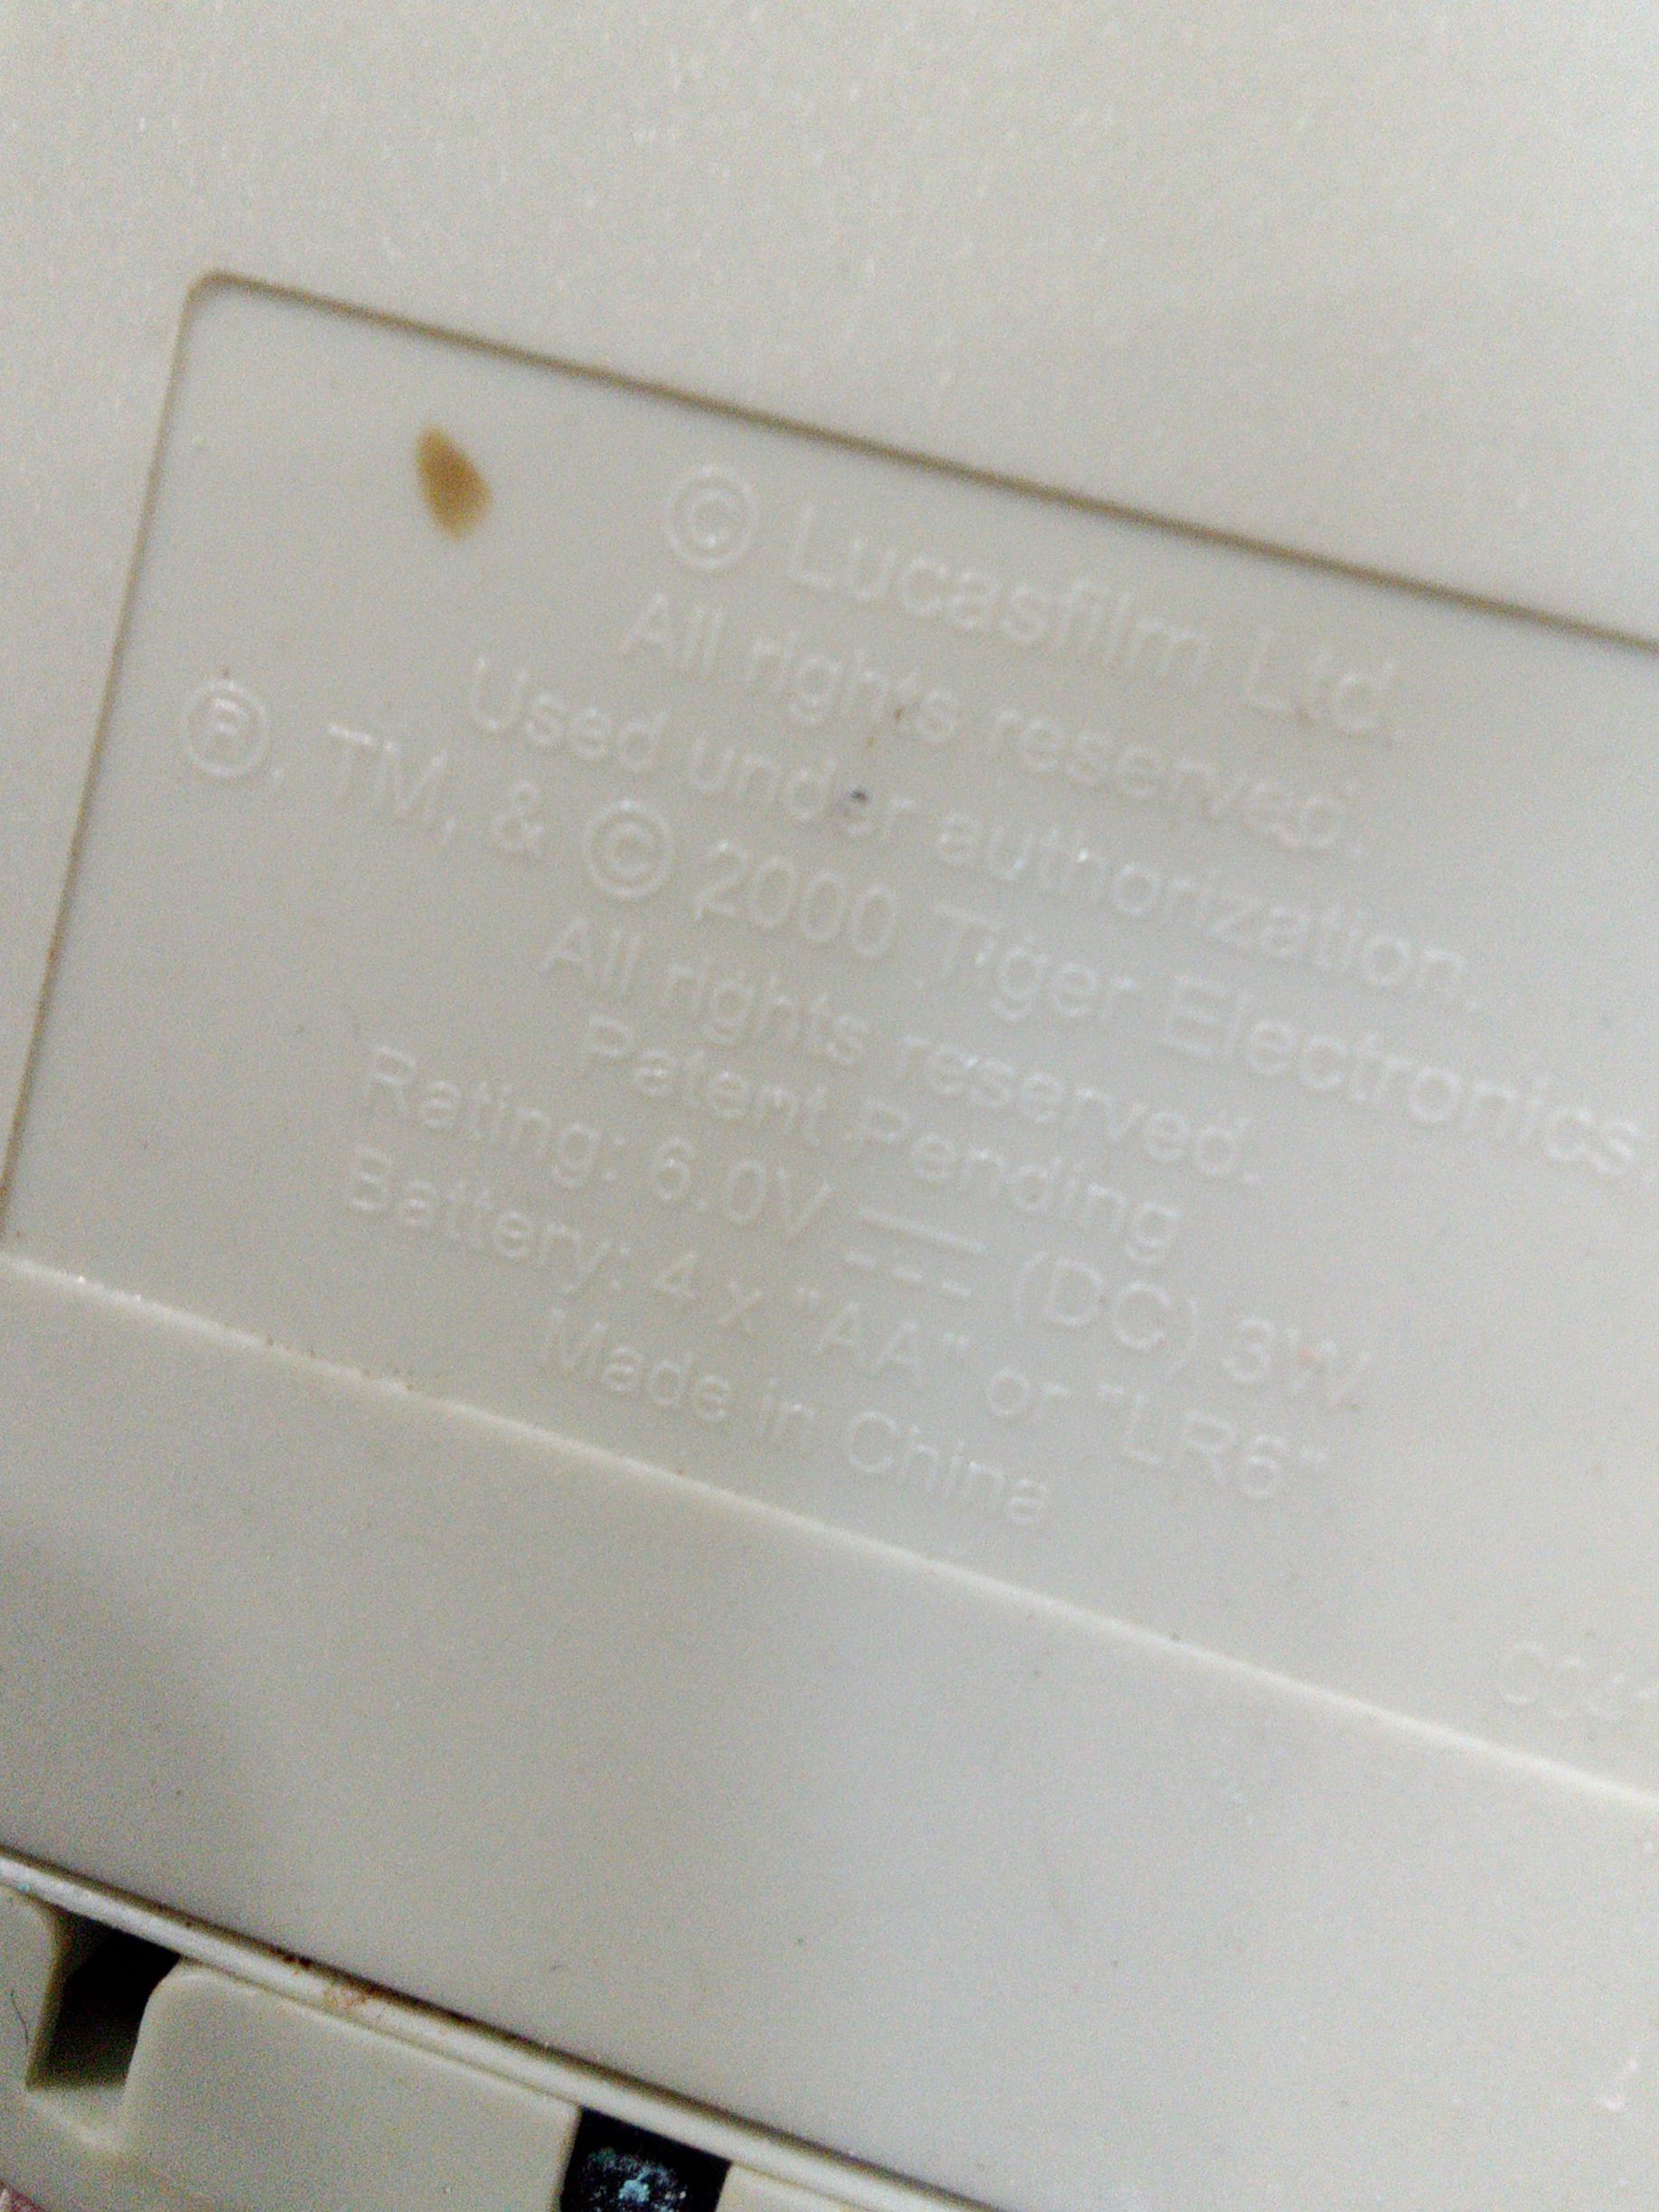 © Lucasfilm Ltd.
All rights reserved.
Used under authorization.
®, TM, & © 2000 Tiger Electronics
All rights reserved.
Patent Pending
Rating: 6.0V ⎓ (DC) 3W
Battery: 4 x "AA" or "LR6"
Made in China